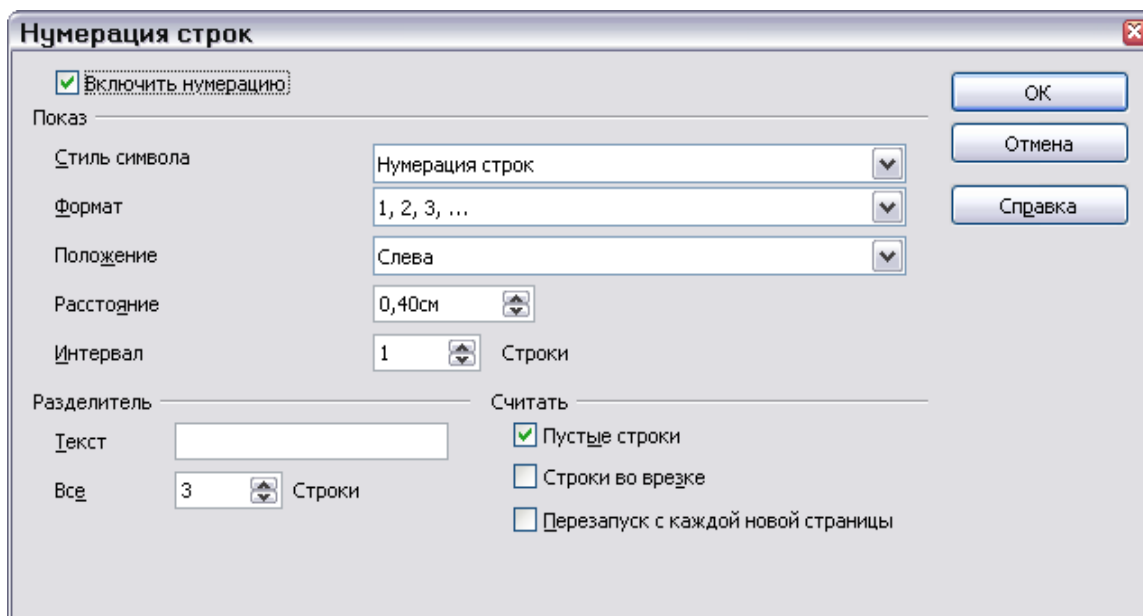 Нумерация строк
Включить нумерацию
ОК
Показ
Отмена
Стиль символа
Нумерация строк
Формат
1, 2, 3, ...
Справка
Положение
Слева
Расстояние
0,40см
Интервал
1
Строки
Разделитель
Считать
Текст
Пустые строки
Все
3
Строки
Строки во врезке
Перезапуск с каждой новой страницы